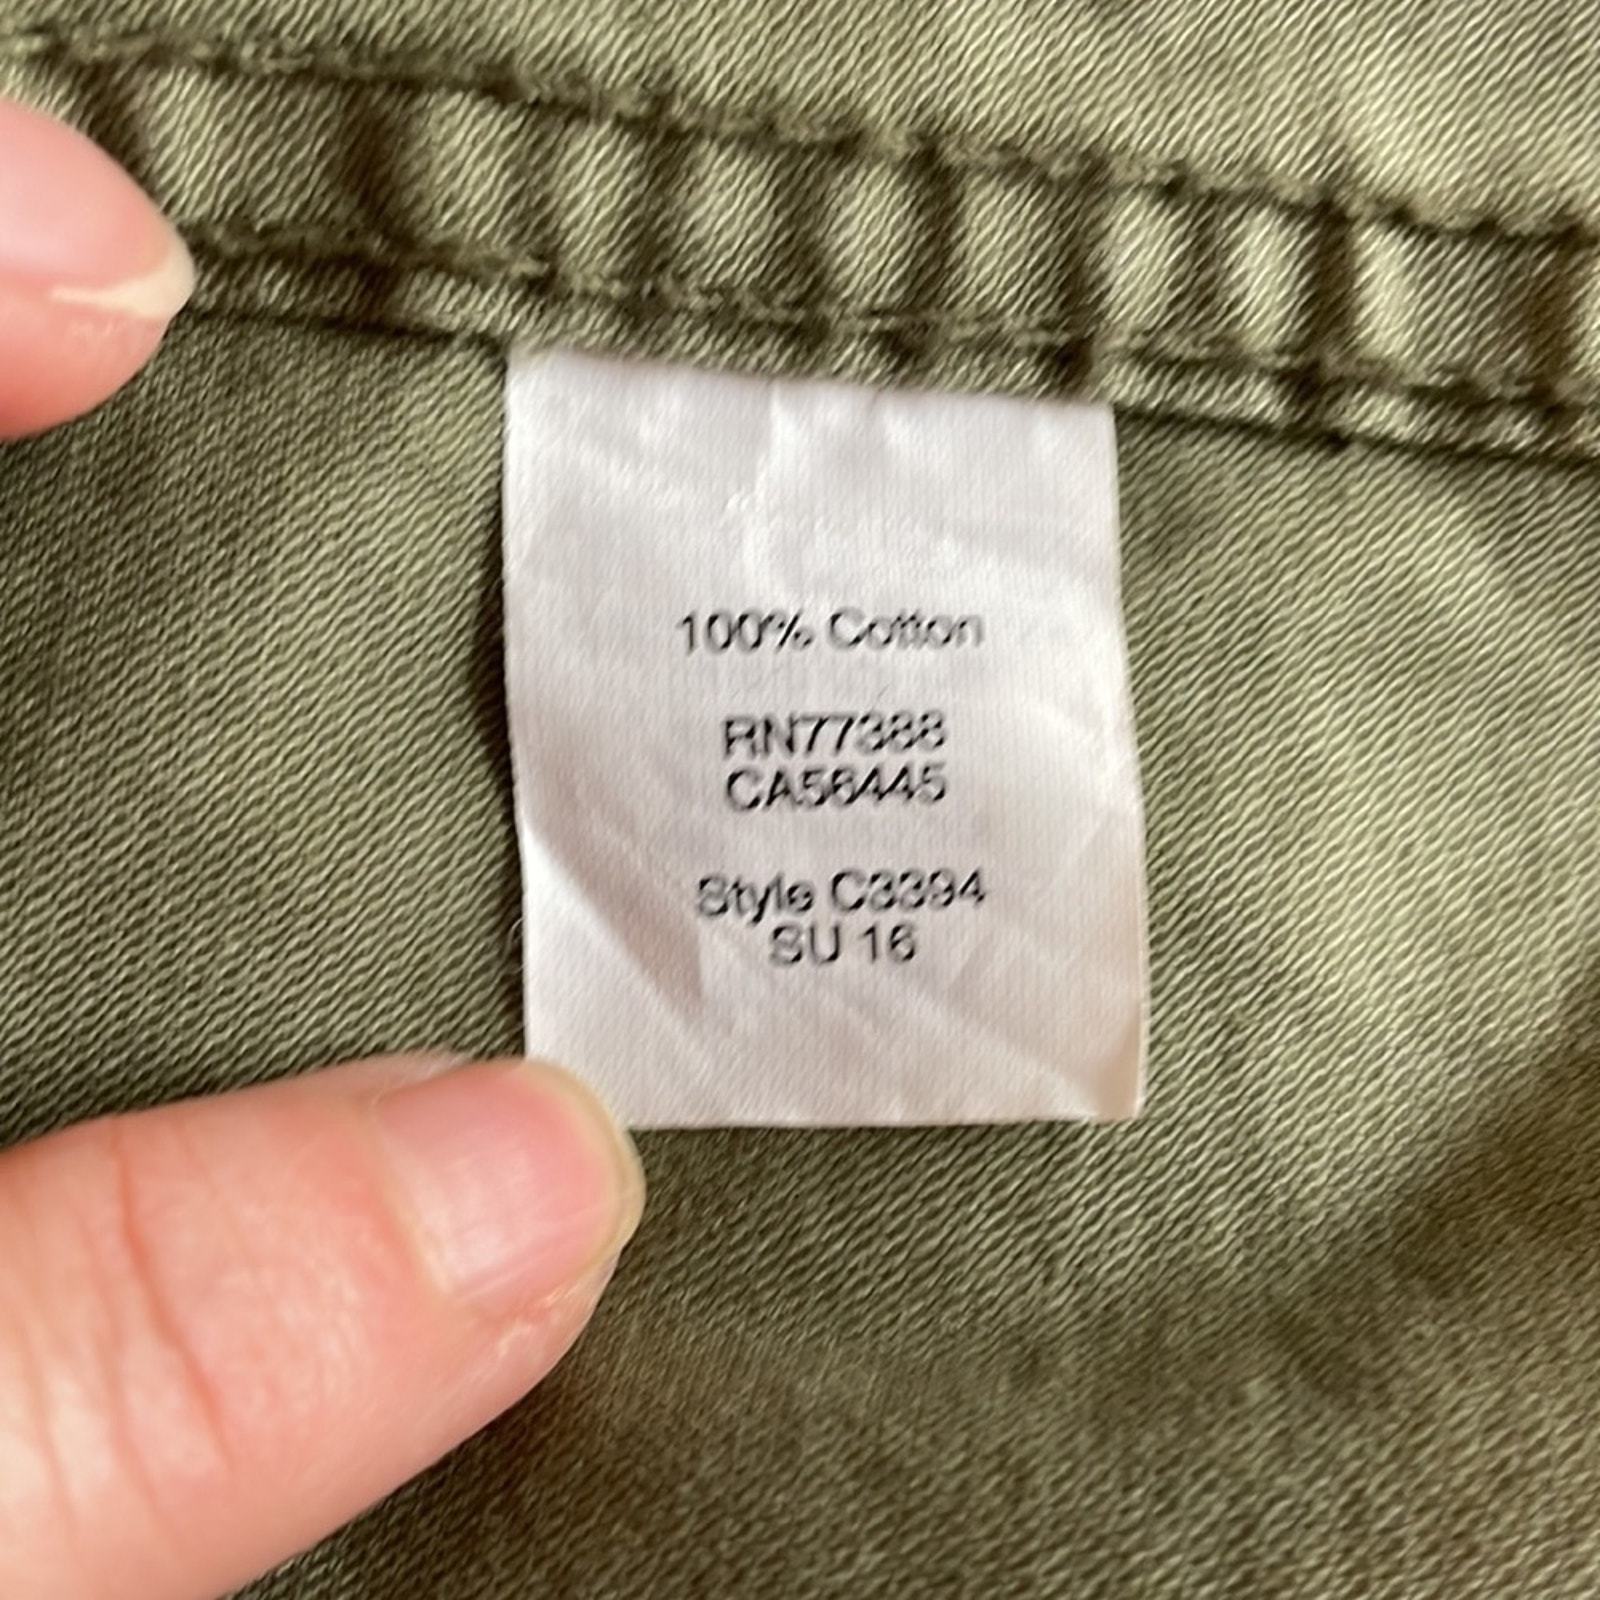 100% Cotton
RN77388
CA56445
Style C3394
SU 16